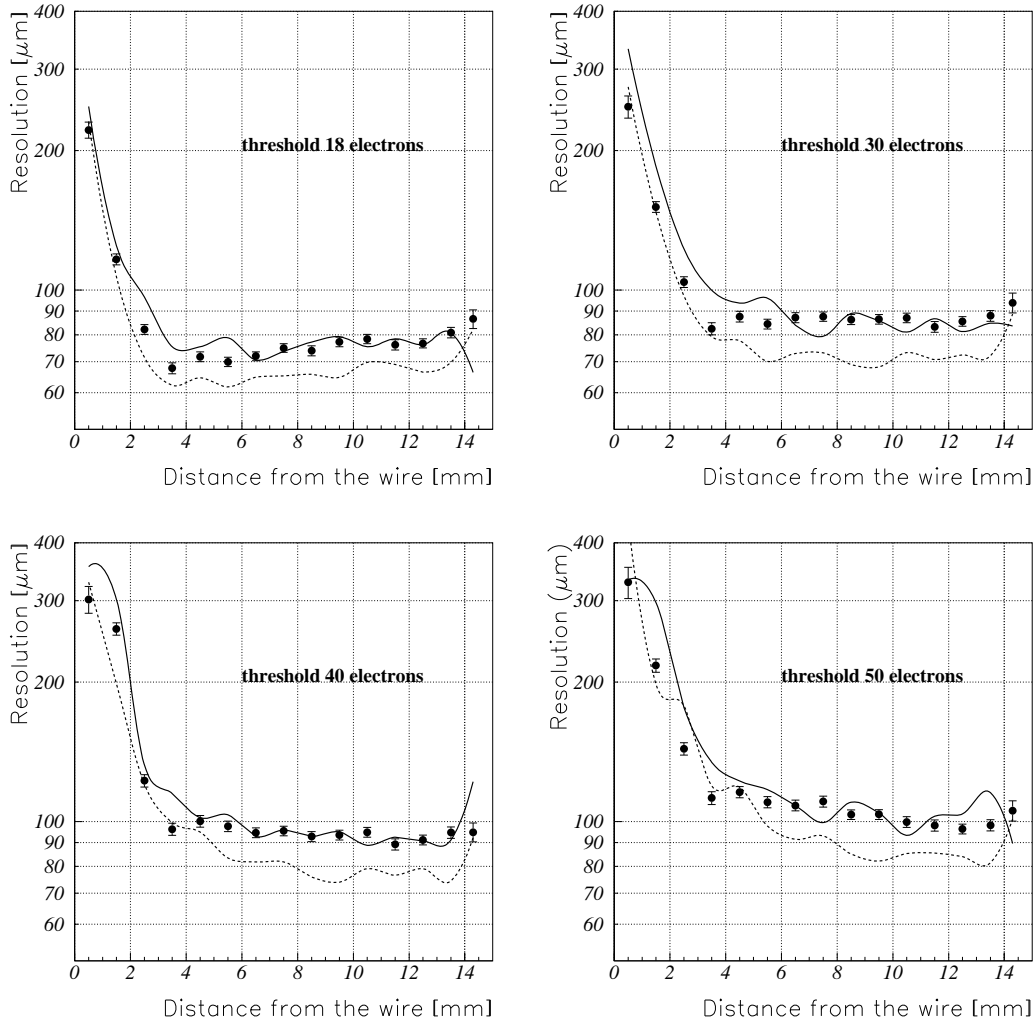 400
300
200
100
90
80
70
60
0 2 4 6 8 10 12 14
Resolution [μm]
threshold 18 electrons
Distance from the wire [mm]
400
300
200
100
90
80
70
60
0 2 4 6 8 10 12 14
Resolution [μm]
threshold 30 electrons
Distance from the wire [mm]
400
300
200
100
90
80
70
60
0 2 4 6 8 10 12 14
Resolution [μm]
threshold 40 electrons
Distance from the wire [mm]
400
300
200
100
90
80
70
60
0 2 4 6 8 10 12 14
Resolution (μm)
threshold 50 electrons
Distance from the wire [mm]